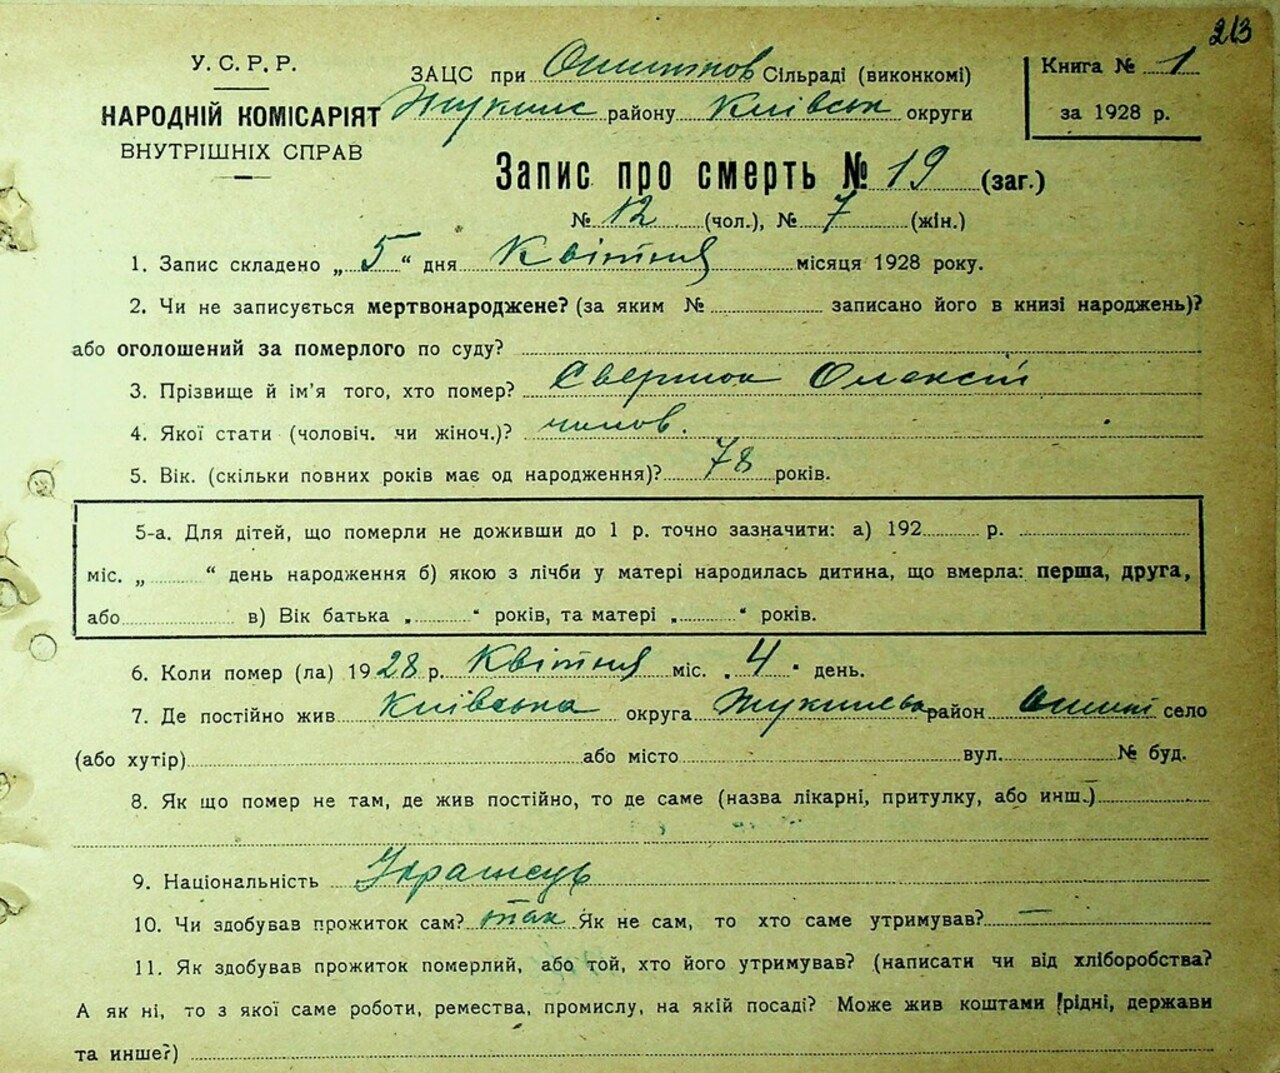 213
У. С. Р. Р.
НАРОДНІЙ КОМІСАРІЯТ
ВНУТРІШНІХ СПРАВ
ЗАЦС при Сільраді (виконкомі)
району Київськ округи
Книга № 1
за 1928 р.
Запис про смерть № 19 (заг.)
№ 12 (чол.), № 7 (жін.)
1. Запис складено „ 5 “ дня Квітня місяця 1928 року.
2. Чи не записується мертвонароджене? (за яким № записано його в книзі народжень)?
або оголошений за померлого по суду?
3. Прізвище й ім’я того, хто помер? Олексій
4. Якої стати (чоловіч. чи жіноч.)? чолов.
5. Вік. (скільки повних років має од народження)? 78 років.
5-а. Для дітей, що померли не доживши до 1 р. точно зазначити: а) 192 р.
міс. „ “ день народження б) якою з лічби у матері народилась дитина, що вмерла: перша, друга,
або в) Вік батька „ “ років, та матері „ “ років.
6. Коли помер (ла) 1928 р. Квітня міс. „ 4 “ день.
7. Де постійно жив Київська округа район село
(або хутір) або місто вул. № буд.
8. Як що помер не там, де жив постійно, то де саме (назва лікарні, притулку, або инш.)
9. Національність Українець
10. Чи здобував прожиток сам? так Як не сам, то хто саме утримував? —
11. Як здобував прожиток померлий, або той, хто його утримував? (написати чи від хліборобства?
А як ні, то з якої саме роботи, ремества, промислу, на якій посаді? Може жив коштами рідні, держави
та инше?)